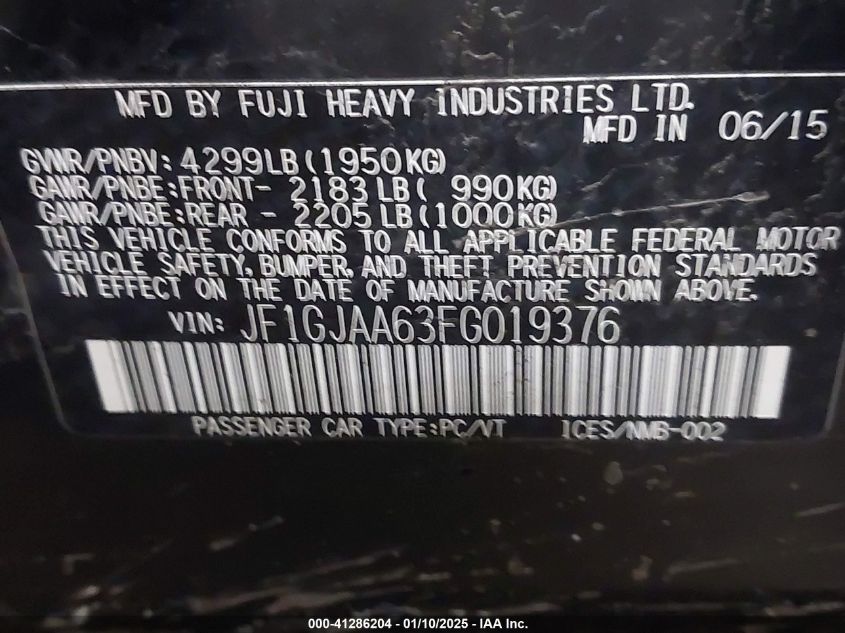 MFD BY FUJI HEAVY INDUSTRIES LTD.
MFD IN 06/15
GVWR/PNBV: 4299LB(1950KG)
GAWR/PNBE:FRONT- 2183LB( 990KG)
GAWR/PNBE:REAR - 2205LB(1000KG)
THIS VEHICLE CONFORMS TO ALL APPLICABLE FEDERAL MOTOR
VEHICLE SAFETY, BUMPER, AND THEFT PREVENTION STANDARDS
IN EFFECT ON THE DATE OF MANUFACTURE SHOWN ABOVE.
VIN: JF1GJAA63FG019376
PASSENGER CAR TYPE:PC/VT ICES/NMB-002
000-41286204 - 01/10/2025 - IAA Inc.